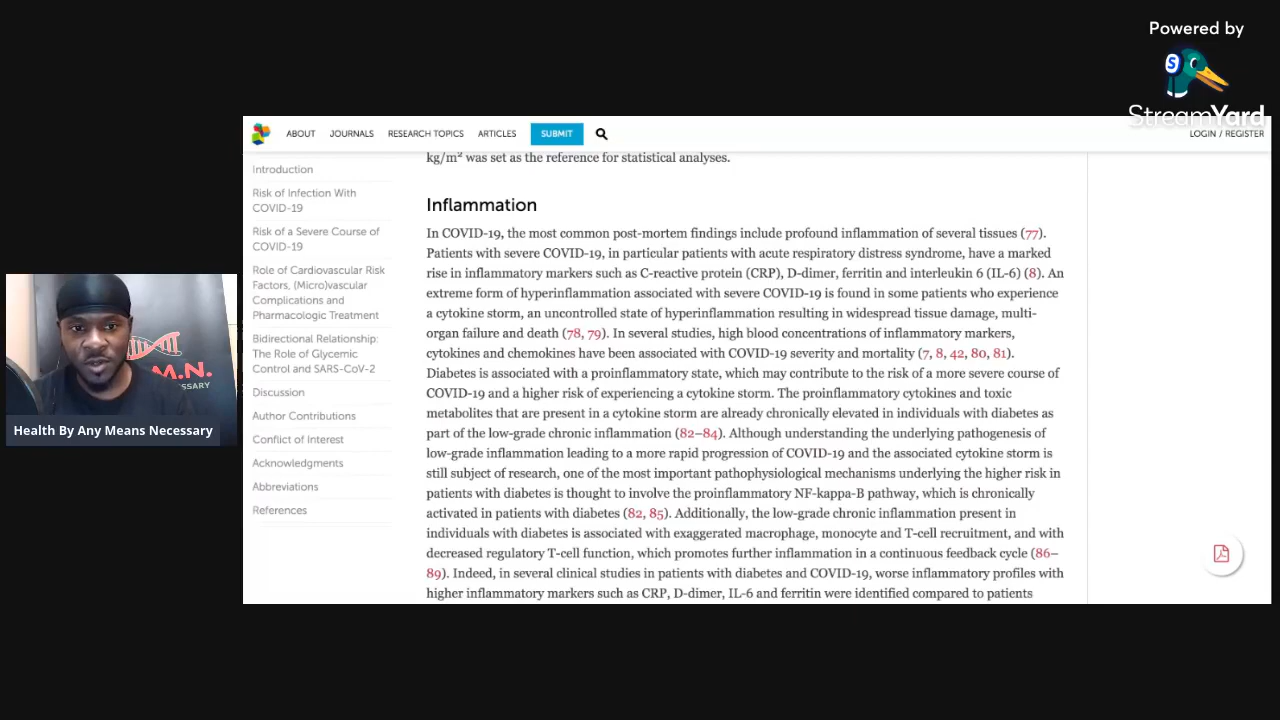 Powered by
S
StreamYard
ABOUT JOURNALS RESEARCH TOPICS ARTICLES SUBMIT LOGIN / REGISTER
kg/m² was set as the reference for statistical analyses.
Introduction
Risk of Infection With
COVID-19
Risk of a Severe Course of
COVID-19
Role of Cardiovascular Risk
Factors, (Micro)vascular
Complications and
Pharmacologic Treatment
Bidirectional Relationship:
The Role of Glycemic
Control and SARS-CoV-2
Discussion
Author Contributions
Conflict of Interest
Acknowledgments
Abbreviations
References
Inflammation
In COVID-19, the most common post-mortem findings include profound inflammation of several tissues (77).
Patients with severe COVID-19, in particular patients with acute respiratory distress syndrome, have a marked
rise in inflammatory markers such as C-reactive protein (CRP), D-dimer, ferritin and interleukin 6 (IL-6) (8). An
extreme form of hyperinflammation associated with severe COVID-19 is found in some patients who experience
a cytokine storm, an uncontrolled state of hyperinflammation resulting in widespread tissue damage, multi-
organ failure and death (78, 79). In several studies, high blood concentrations of inflammatory markers,
cytokines and chemokines have been associated with COVID-19 severity and mortality (7, 8, 42, 80, 81).
Diabetes is associated with a proinflammatory state, which may contribute to the risk of a more severe course of
COVID-19 and a higher risk of experiencing a cytokine storm. The proinflammatory cytokines and toxic
metabolites that are present in a cytokine storm are already chronically elevated in individuals with diabetes as
part of the low-grade chronic inflammation (82–84). Although understanding the underlying pathogenesis of
low-grade inflammation leading to a more rapid progression of COVID-19 and the associated cytokine storm is
still subject of research, one of the most important pathophysiological mechanisms underlying the higher risk in
patients with diabetes is thought to involve the proinflammatory NF-kappa-B pathway, which is chronically
activated in patients with diabetes (82, 85). Additionally, the low-grade chronic inflammation present in
individuals with diabetes is associated with exaggerated macrophage, monocyte and T-cell recruitment, and with
decreased regulatory T-cell function, which promotes further inflammation in a continuous feedback cycle (86–
89). Indeed, in several clinical studies in patients with diabetes and COVID-19, worse inflammatory profiles with
higher inflammatory markers such as CRP, D-dimer, IL-6 and ferritin were identified compared to patients
M.N.
Health By Any Means Necessary